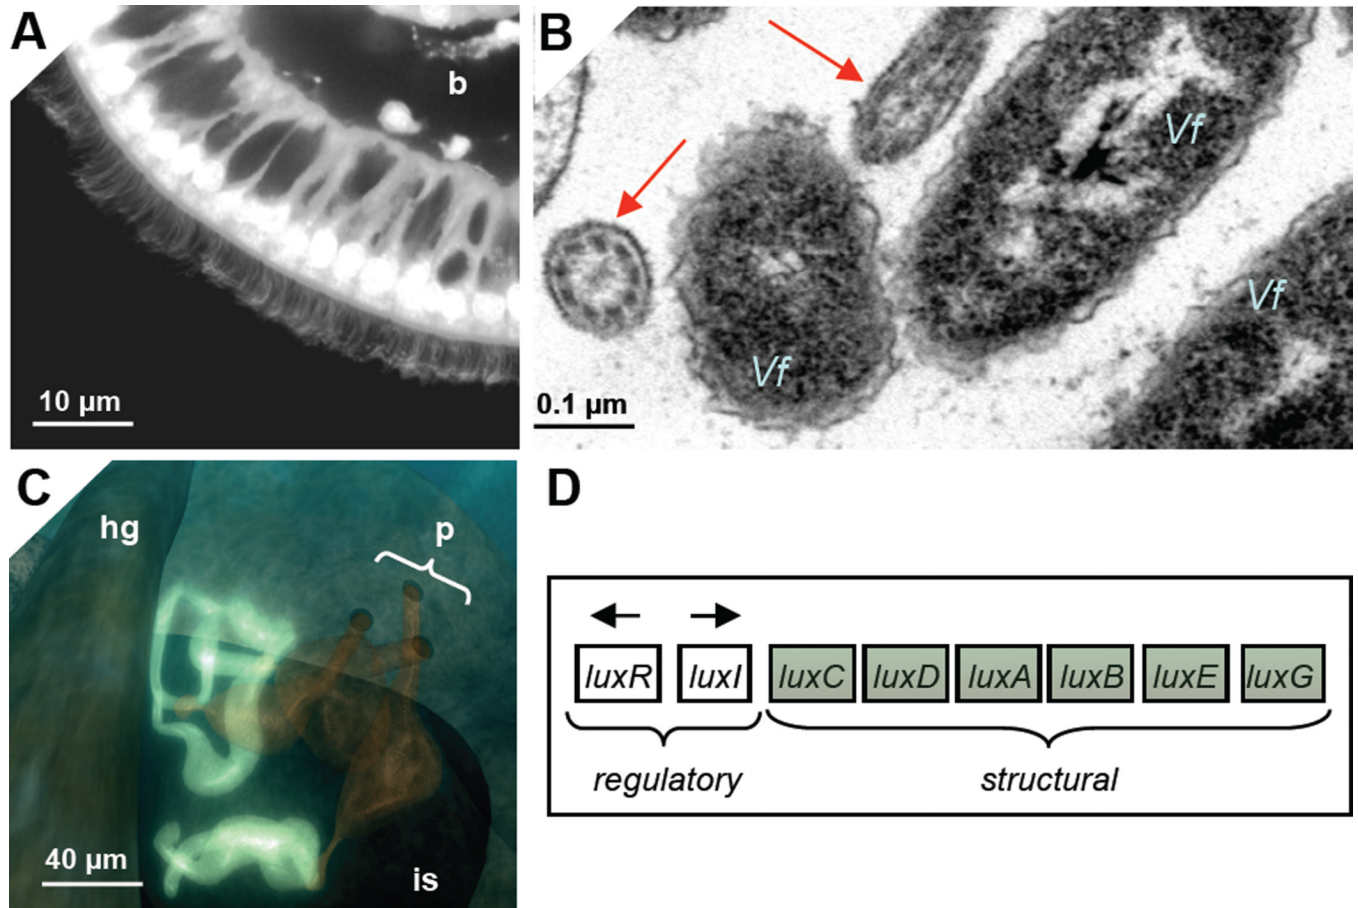 A
b
10 µm
B
Vf
Vf
Vf
0.1 µm
C
hg
p
40 µm
is
D
luxR luxI luxC luxD luxA luxB luxE luxG
regulatory structural